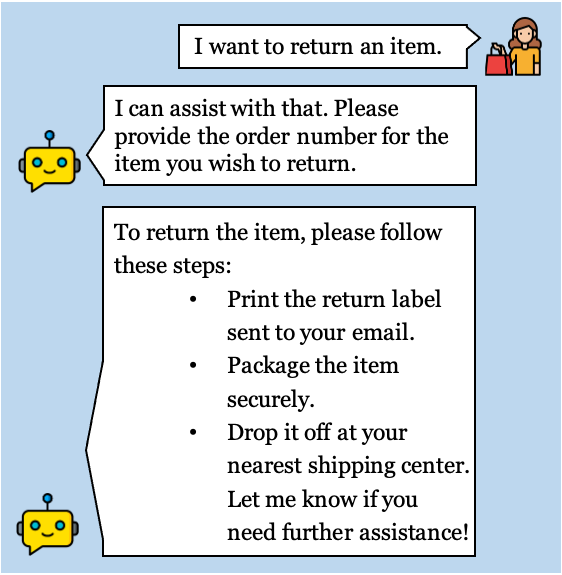 I want to return an item.
I can assist with that. Please
provide the order number for the
item you wish to return.
To return the item, please follow
these steps:
• Print the return label
sent to your email.
• Package the item
securely.
• Drop it off at your
nearest shipping center.
Let me know if you
need further assistance!